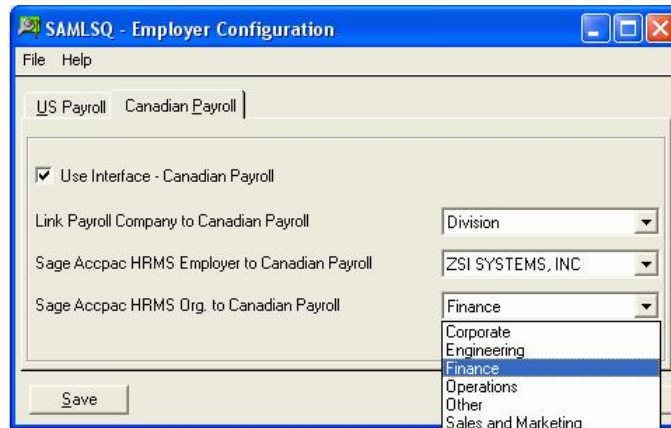 SAMLSQ - Employer Configuration
File Help
US Payroll Canadian Payroll
Use Interface - Canadian Payroll
Link Payroll Company to Canadian Payroll Division
Sage Accpac HRMS Employer to Canadian Payroll ZSI SYSTEMS, INC
Sage Accpac HRMS Org. to Canadian Payroll Finance
Corporate
Engineering
Finance
Operations
Other
Sales and Marketing
Save